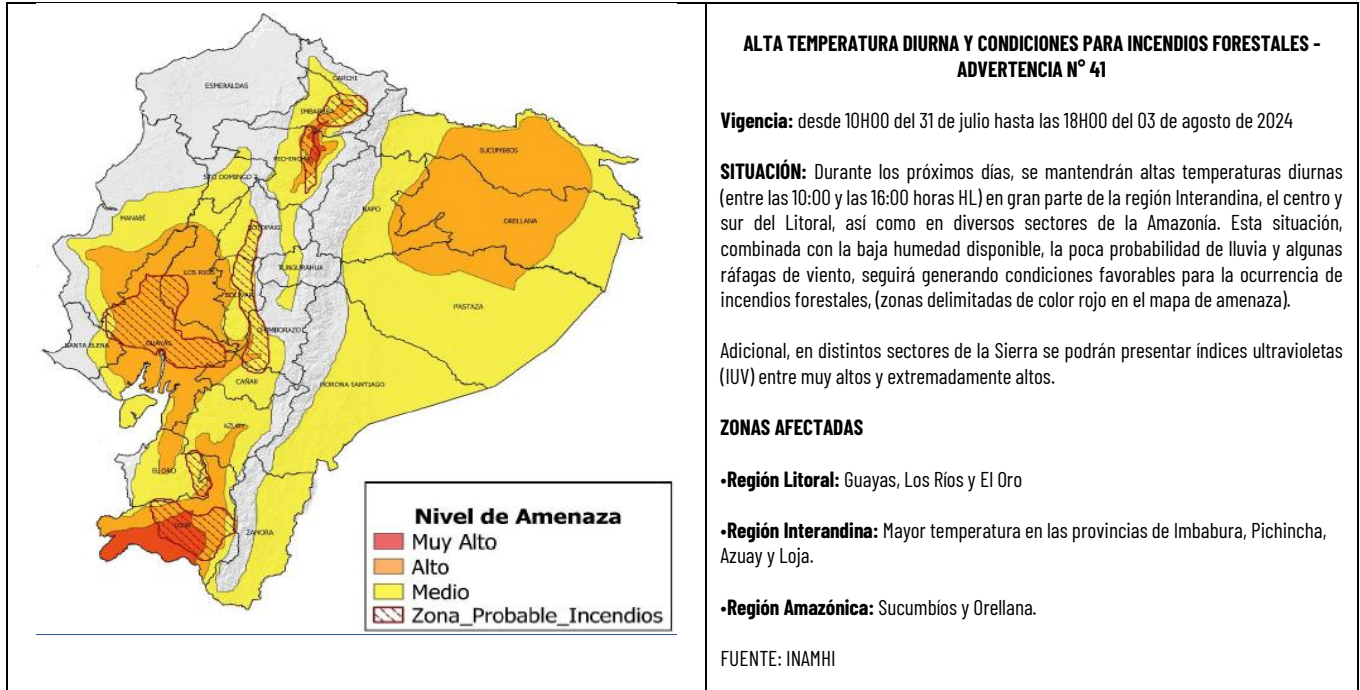 ESMERALDAS
CARCHI
IMBABURA
PICHINCHA
SUCUMBIOS
STO DOMINGO T.
MANABÍ
NAPO
ORELLANA
COTOPAXI
TUNGURAHUA
LOS RIOS
BOLIVAR
PASTAZA
CHIMBORAZO
SANTA ELENA
GUAYAS
CAÑAR
MORONA SANTIAGO
AZUAY
EL ORO
LOJA
ZAMORA
Nivel de Amenaza
Muy Alto
Alto
Medio
Zona_Probable_Incendios
ALTA TEMPERATURA DIURNA Y CONDICIONES PARA INCENDIOS FORESTALES -
ADVERTENCIA N° 41
Vigencia: desde 10H00 del 31 de julio hasta las 18H00 del 03 de agosto de 2024
SITUACIÓN: Durante los próximos días, se mantendrán altas temperaturas diurnas
(entre las 10:00 y las 16:00 horas HL) en gran parte de la región Interandina, el centro y
sur del Litoral, así como en diversos sectores de la Amazonía. Esta situación,
combinada con la baja humedad disponible, la poca probabilidad de lluvia y algunas
ráfagas de viento, seguirá generando condiciones favorables para la ocurrencia de
incendios forestales, (zonas delimitadas de color rojo en el mapa de amenaza).
Adicional, en distintos sectores de la Sierra se podrán presentar índices ultravioletas
(IUV) entre muy altos y extremadamente altos.
ZONAS AFECTADAS
•Región Litoral: Guayas, Los Ríos y El Oro
•Región Interandina: Mayor temperatura en las provincias de Imbabura, Pichincha,
Azuay y Loja.
•Región Amazónica: Sucumbíos y Orellana.
FUENTE: INAMHI